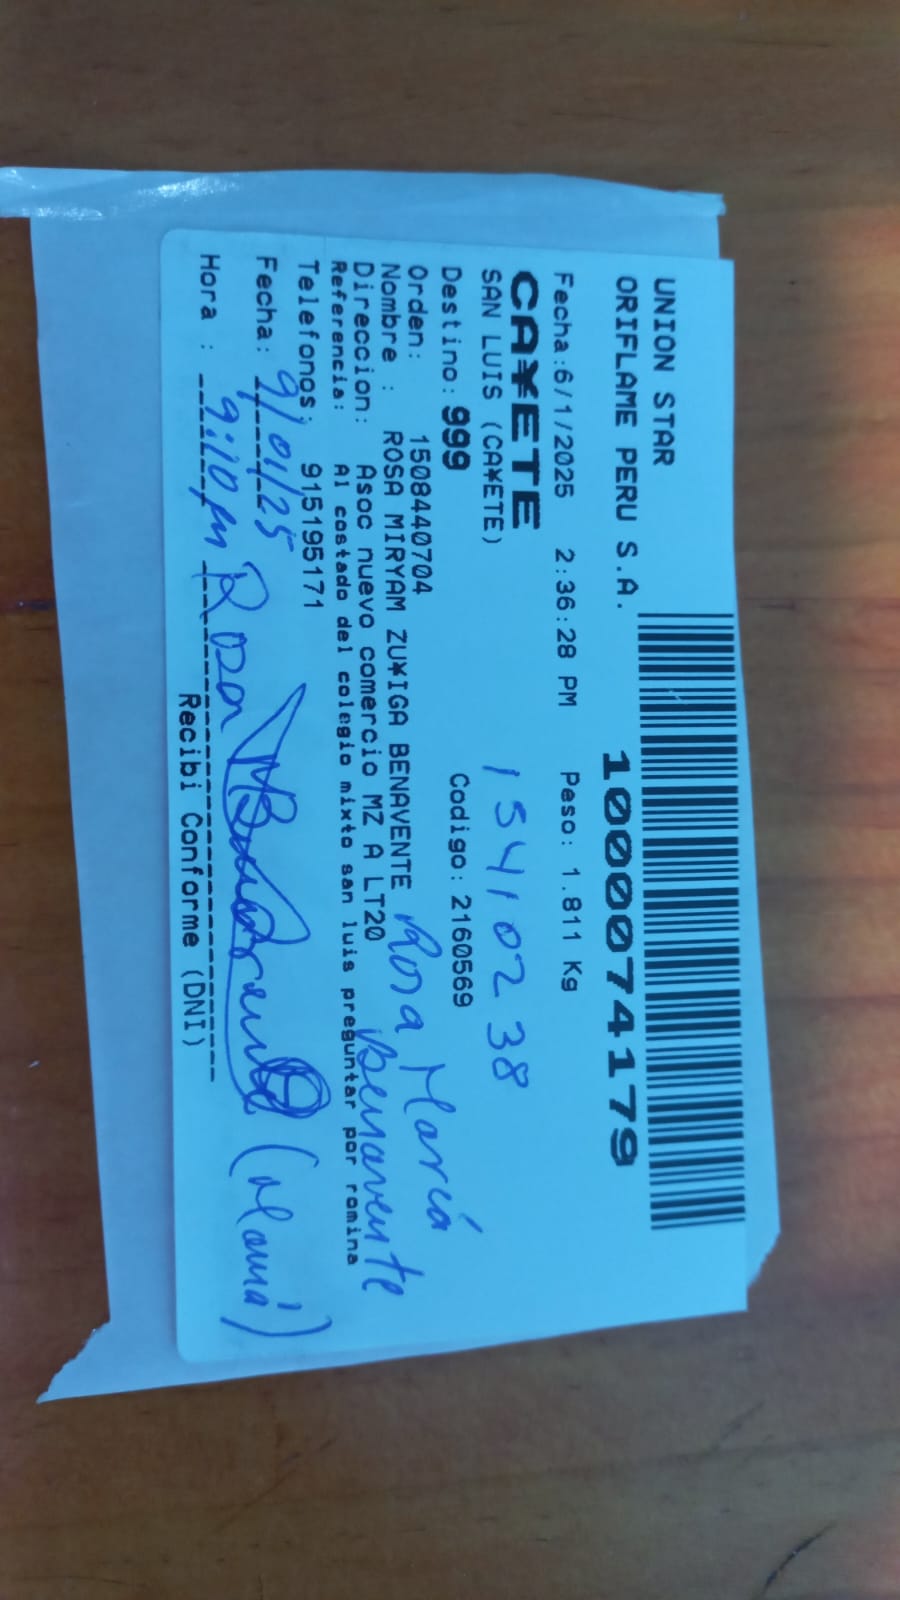 UNION STAR
ORIFLAME PERU S.A.
1000074179
Fecha:6/1/2025 2:36:28 PM Peso: 1.811 Kg
CA¥ETE
SAN LUIS (CA¥ETE)
15410238
Destino: 999 Codigo: 2160569
Orden: 1508440704
Nombre : ROSA MIRYAM ZU¥IGA BENAVENTE
Rosa María
Benavente
Direccion: Asoc nuevo comercio MZ A LT20
Referencia: Al costado del colegio mixto san luis preguntar por romina
Telefonos: 915195171
Fecha: 9/01/25
Hora : 9:10 pm Rosa
(Mamá)
Recibi Conforme (DNI)